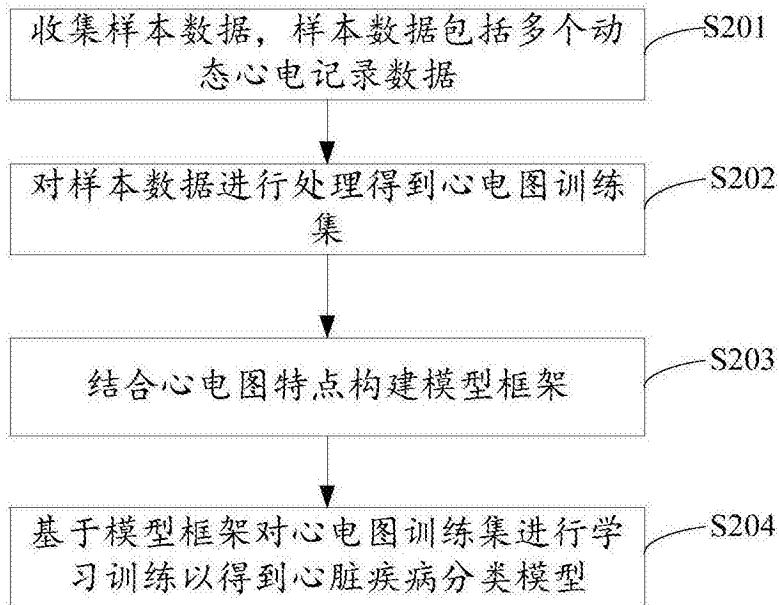 收集样本数据，样本数据包括多个动
态心电记录数据
S201
对样本数据进行处理得到心电图训练
集
S202
结合心电图特点构建模型框架
S203
基于模型框架对心电图训练集进行学
习训练以得到心脏疾病分类模型
S204